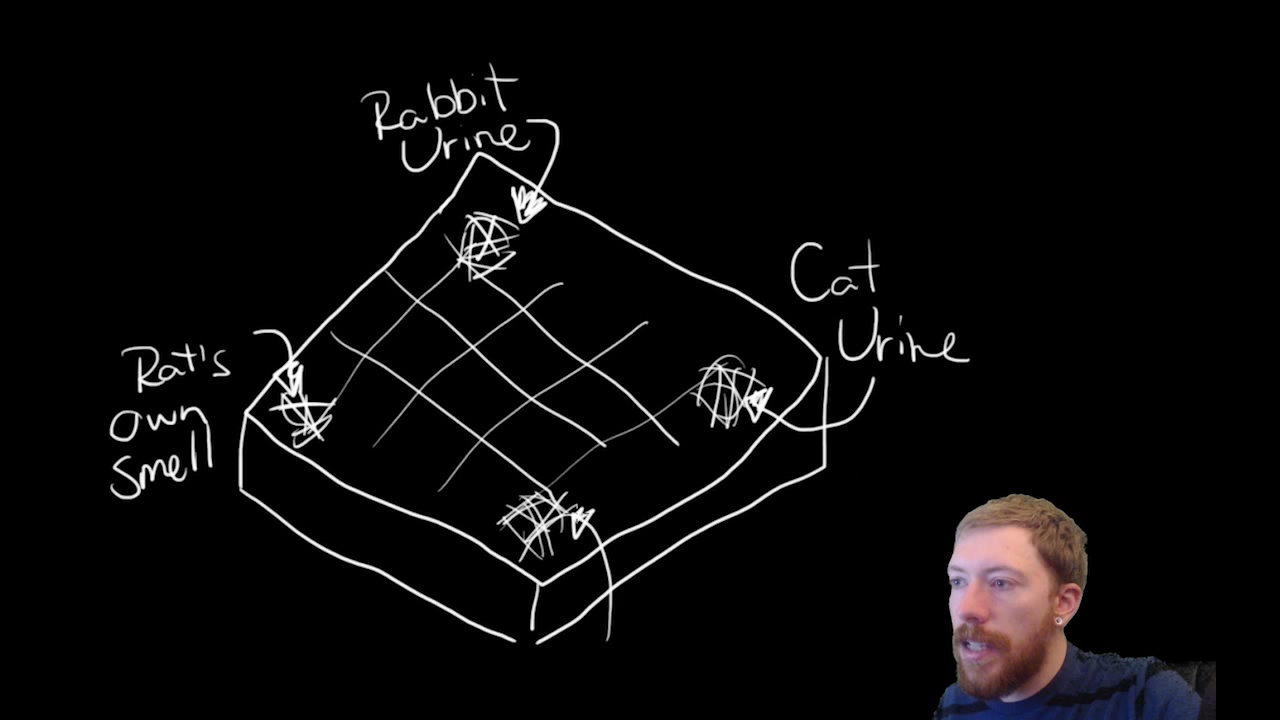 Rabbit
Urine
Cat
Urine
Rat's
own
smell